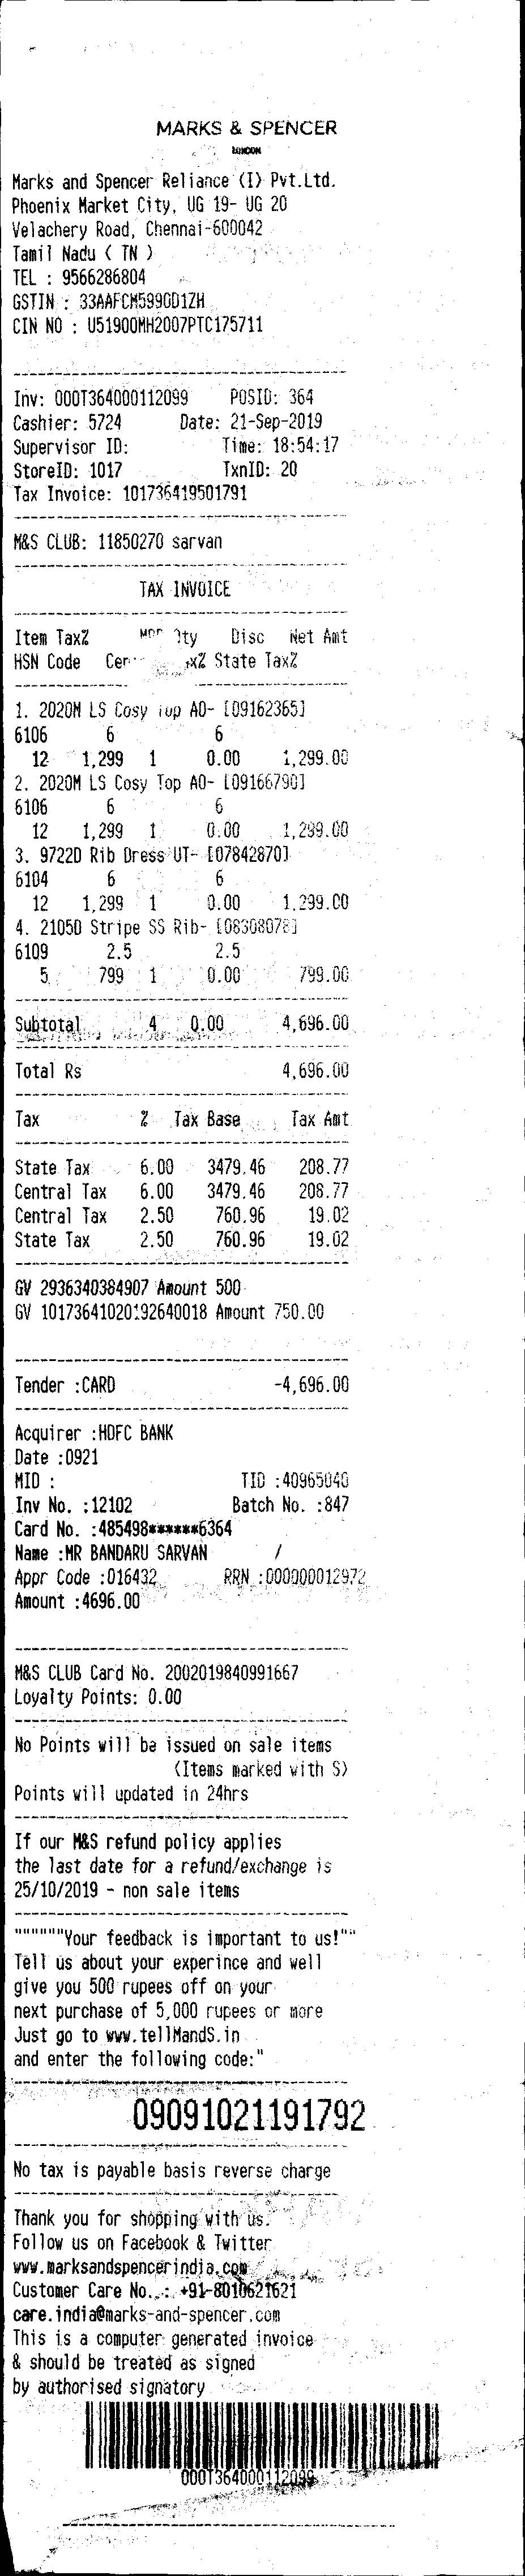 MARKS & SPENCER
LONDON
Marks and Spencer Reliance (I) Pvt.Ltd.
Phoenix Market City, UG 19- UG 20
Velachery Road, Chennai-600042
Tamil Nadu ( TN )
TEL : 9566286804
GSTIN : 33AAFCM5990D1ZH
CIN NO : U51900MH2007PTC175711
Inv: 000T364000112099 POSID: 364
Cashier: 5724 Date: 21-Sep-2019
Supervisor ID: Time: 18:54:17
StoreID: 1017 TxnID: 20
Tax Invoice: 101736419501791
M&S CLUB: 11850270 sarvan
TAX INVOICE
Item Tax% Disc Net Amt
HSN Code State Tax%
1. 2020M LS Cosy Top AO- [09162365]
6106 6 6
12 1,299 1 0.00 1,299.00
2. 2020M LS Cosy Top AO- [09166790]
6106 6 6
12 1,299 1 0.00 1,299.00
3. 9722D Rib Dress UT- [07842870]
6104 6 6
12 1,299 1 0.00 1,299.00
4. 2105D Stripe SS Rib- [08308078]
6109 2.5 2.5
5 799 1 0.00 799.00
Subtotal 4 0.00 4,696.00
Total Rs 4,696.00
Tax % Tax Base Tax Amt
State Tax 6.00 3479.46 208.77
Central Tax 6.00 3479.46 208.77
Central Tax 2.50 760.96 19.02
State Tax 2.50 760.96 19.02
GV 2936340384907 Amount 500
GV 10173641020192640018 Amount 750.00
Tender :CARD -4,696.00
Acquirer :HDFC BANK
Date :0921
MID : TID :40965040
Inv No. :12102 Batch No. :847
Card No. :485498******6364
Name :MR BANDARU SARVAN /
Appr Code :016432 RRN :000000012972
Amount :4696.00
M&S CLUB Card No. 2002019840991667
Loyalty Points: 0.00
No Points will be issued on sale items
(Items marked with S)
Points will updated in 24hrs
If our M&S refund policy applies
the last date for a refund/exchange is
25/10/2019 - non sale items
""""""Your feedback is important to us!""
Tell us about your experince and well
give you 500 rupees off on your
next purchase of 5,000 rupees or more
Just go to www.tellMandS.in
and enter the following code:"
09091021191792
No tax is payable basis reverse charge
Thank you for shopping with us.
Follow us on Facebook & Twitter
www.marksandspencerindia.com
Customer Care No. : +91-8010621621
care.india@marks-and-spencer.com
This is a computer generated invoice
& should be treated as signed
by authorised signatory
000T364000112099